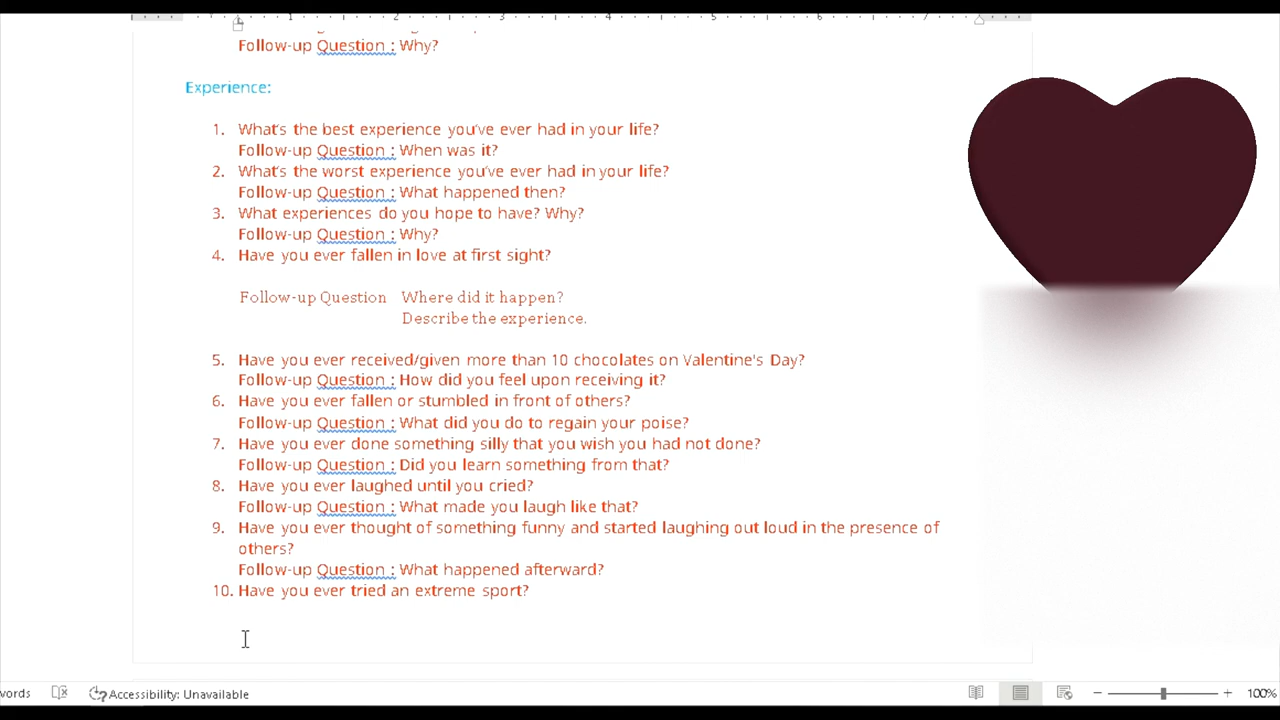 1 2 3 4 5 6 7
Follow-up Question : Why?
Experience:
1. What's the best experience you've ever had in your life?
Follow-up Question : When was it?
2. What's the worst experience you've ever had in your life?
Follow-up Question : What happened then?
3. What experiences do you hope to have? Why?
Follow-up Question : Why?
4. Have you ever fallen in love at first sight?
Follow-up Question Where did it happen?
Describe the experience.
5. Have you ever received/given more than 10 chocolates on Valentine's Day?
Follow-up Question : How did you feel upon receiving it?
6. Have you ever fallen or stumbled in front of others?
Follow-up Question : What did you do to regain your poise?
7. Have you ever done something silly that you wish you had not done?
Follow-up Question : Did you learn something from that?
8. Have you ever laughed until you cried?
Follow-up Question : What made you laugh like that?
9. Have you ever thought of something funny and started laughing out loud in the presence of
others?
Follow-up Question : What happened afterward?
10. Have you ever tried an extreme sport?
words Accessibility: Unavailable 100%